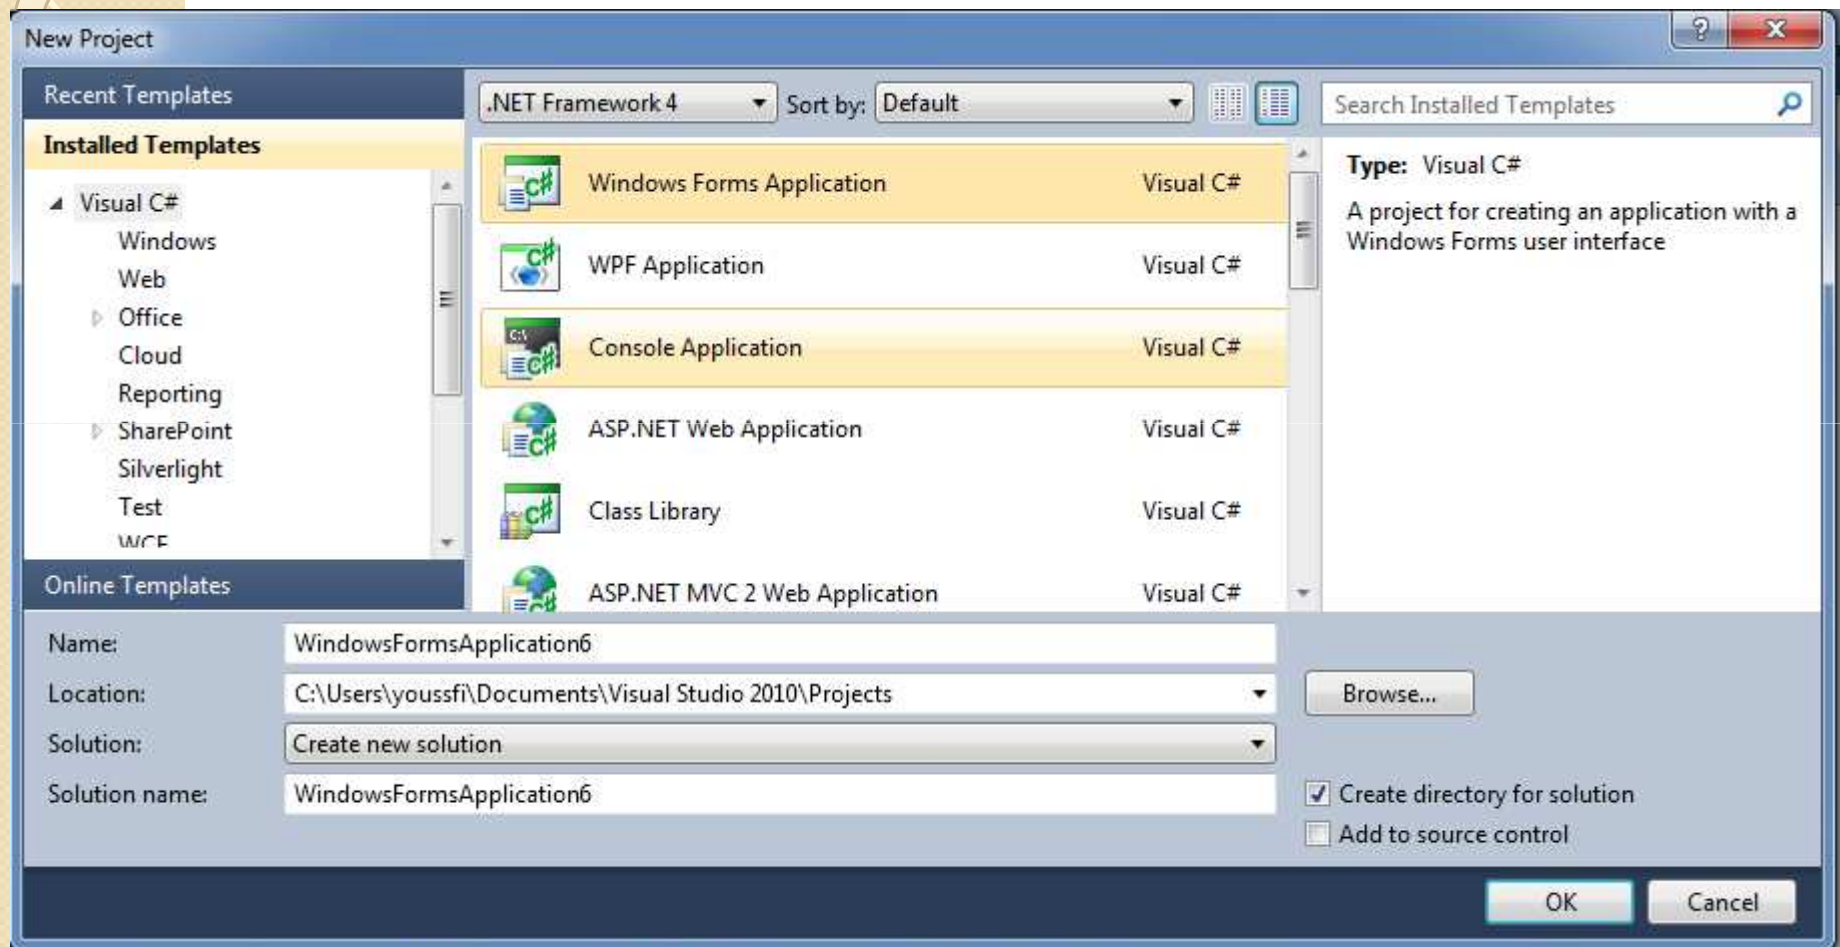 New Project
Recent Templates
Installed Templates
Visual C#
Windows
Web
Office
Cloud
Reporting
SharePoint
Silverlight
Test
WCF
Online Templates
.NET Framework 4
Sort by: Default
Search Installed Templates
Windows Forms Application Visual C#
WPF Application Visual C#
Console Application Visual C#
ASP.NET Web Application Visual C#
Class Library Visual C#
ASP.NET MVC 2 Web Application Visual C#
Type: Visual C#
A project for creating an application with a
Windows Forms user interface
Name: WindowsFormsApplication6
Location: C:\Users\youssfi\Documents\Visual Studio 2010\Projects
Browse...
Solution: Create new solution
Solution name: WindowsFormsApplication6
Create directory for solution
Add to source control
OK
Cancel